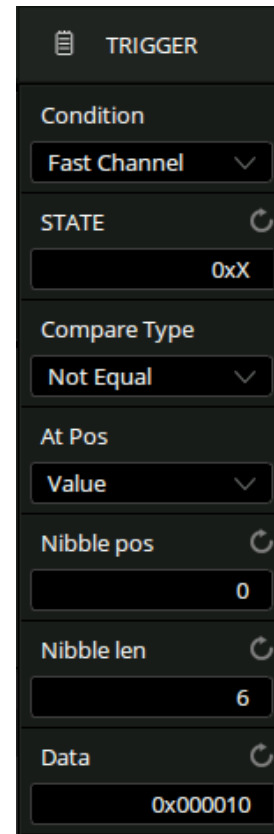 TRIGGER
Condition
Fast Channel
STATE
0xX
Compare Type
Not Equal
At Pos
Value
Nibble pos
0
Nibble len
6
Data
0x000010